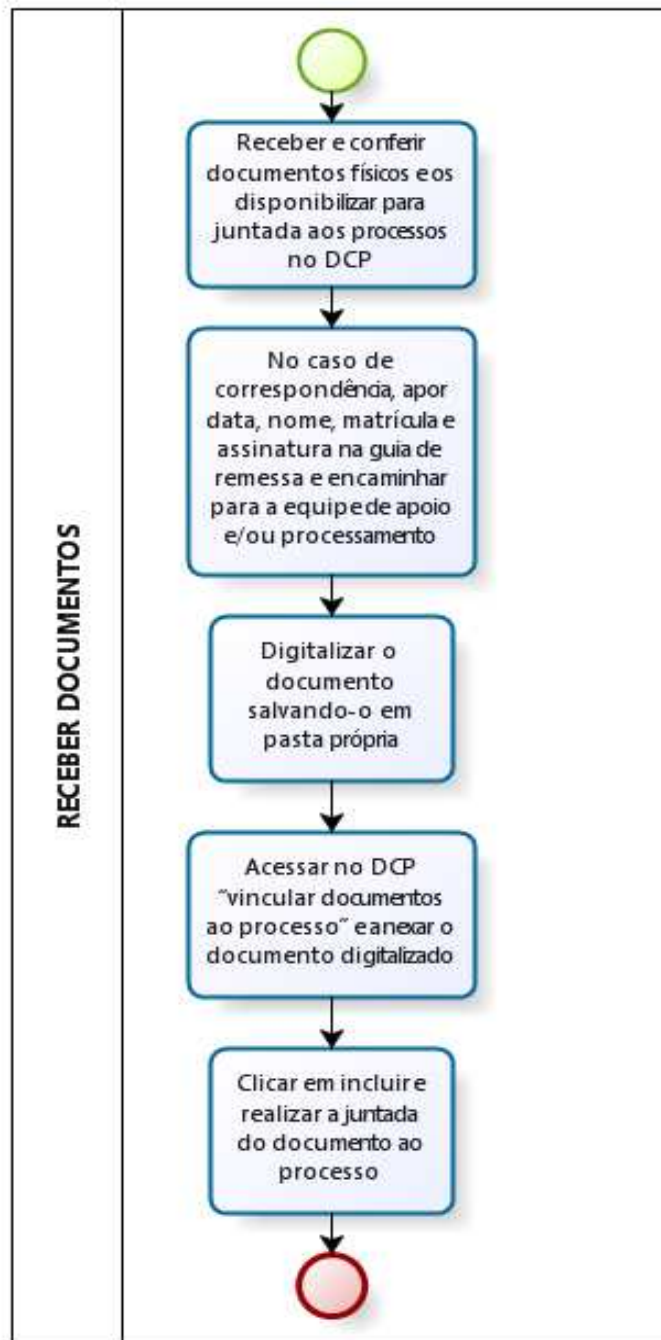 RECEBER DOCUMENTOS
Receber e conferir
documentos físicos e os
disponibilizar para
juntada aos processos
no DCP
No caso de
correspondência, apor
data, nome, matrícula e
assinatura na guia de
remessa e encaminhar
para a equipe de apoio
e/ou processamento
Digitalizar o
documento
salvando-o em
pasta própria
Acessar no DCP
“vincular documentos
ao processo” e anexar o
documento digitalizado
Clicar em incluir e
realizar a juntada
do documento ao
processo